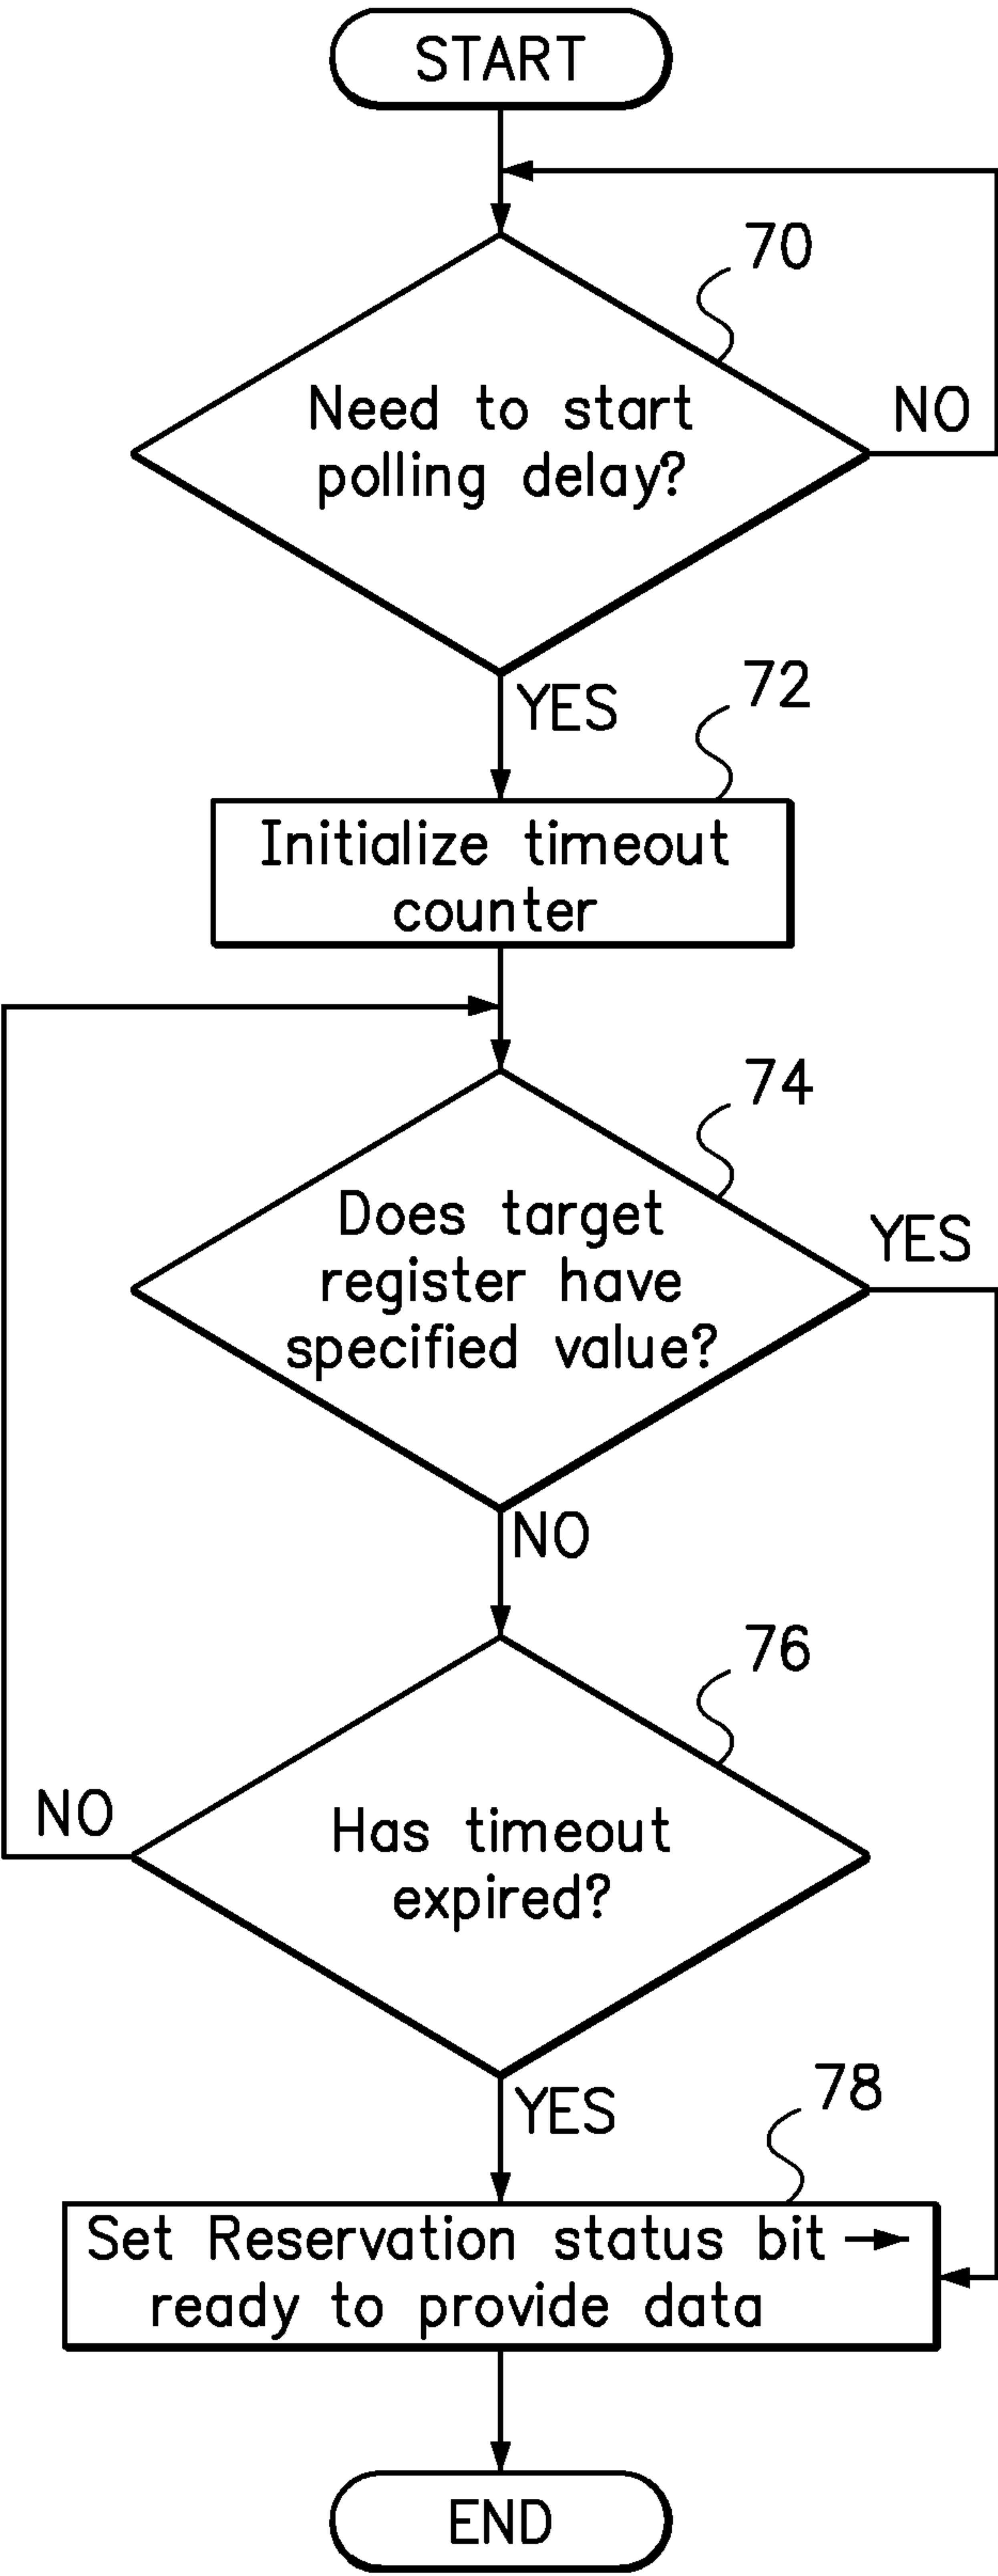 START
70
Need to start
polling delay?
NO
YES
72
Initialize timeout
counter
74
Does target
register have
specified value?
YES
NO
76
Has timeout
expired?
NO
YES
78
Set Reservation status bit →
ready to provide data
END